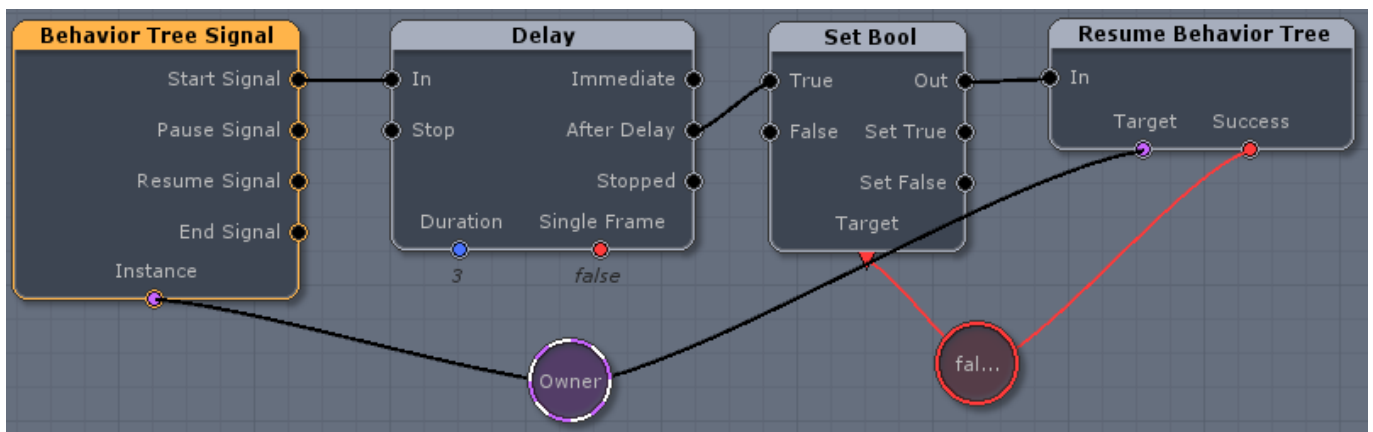 Behavior Tree Signal
Start Signal
Pause Signal
Resume Signal
End Signal
Instance
Delay
In Immediate
Stop After Delay
Stopped
Duration Single Frame
3 false
Set Bool
True Out
False Set True
Set False
Target
Resume Behavior Tree
In
Target Success
Owner
fal...